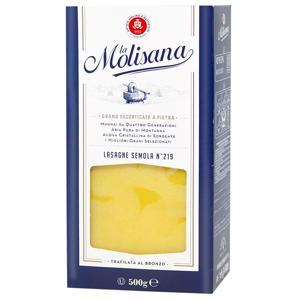 la
Molisana
GRANO DECORTICATO A PIETRA
MUGNAI DA QUATTRO GENERAZIONI
ARIA PURA DI MONTAGNA
ACQUA CRISTALLINA DI SORGENTE
I MIGLIORI GRANI SELEZIONATI
LASAGNE SEMOLA N°219
TRAFILATA AL BRONZO
500g e